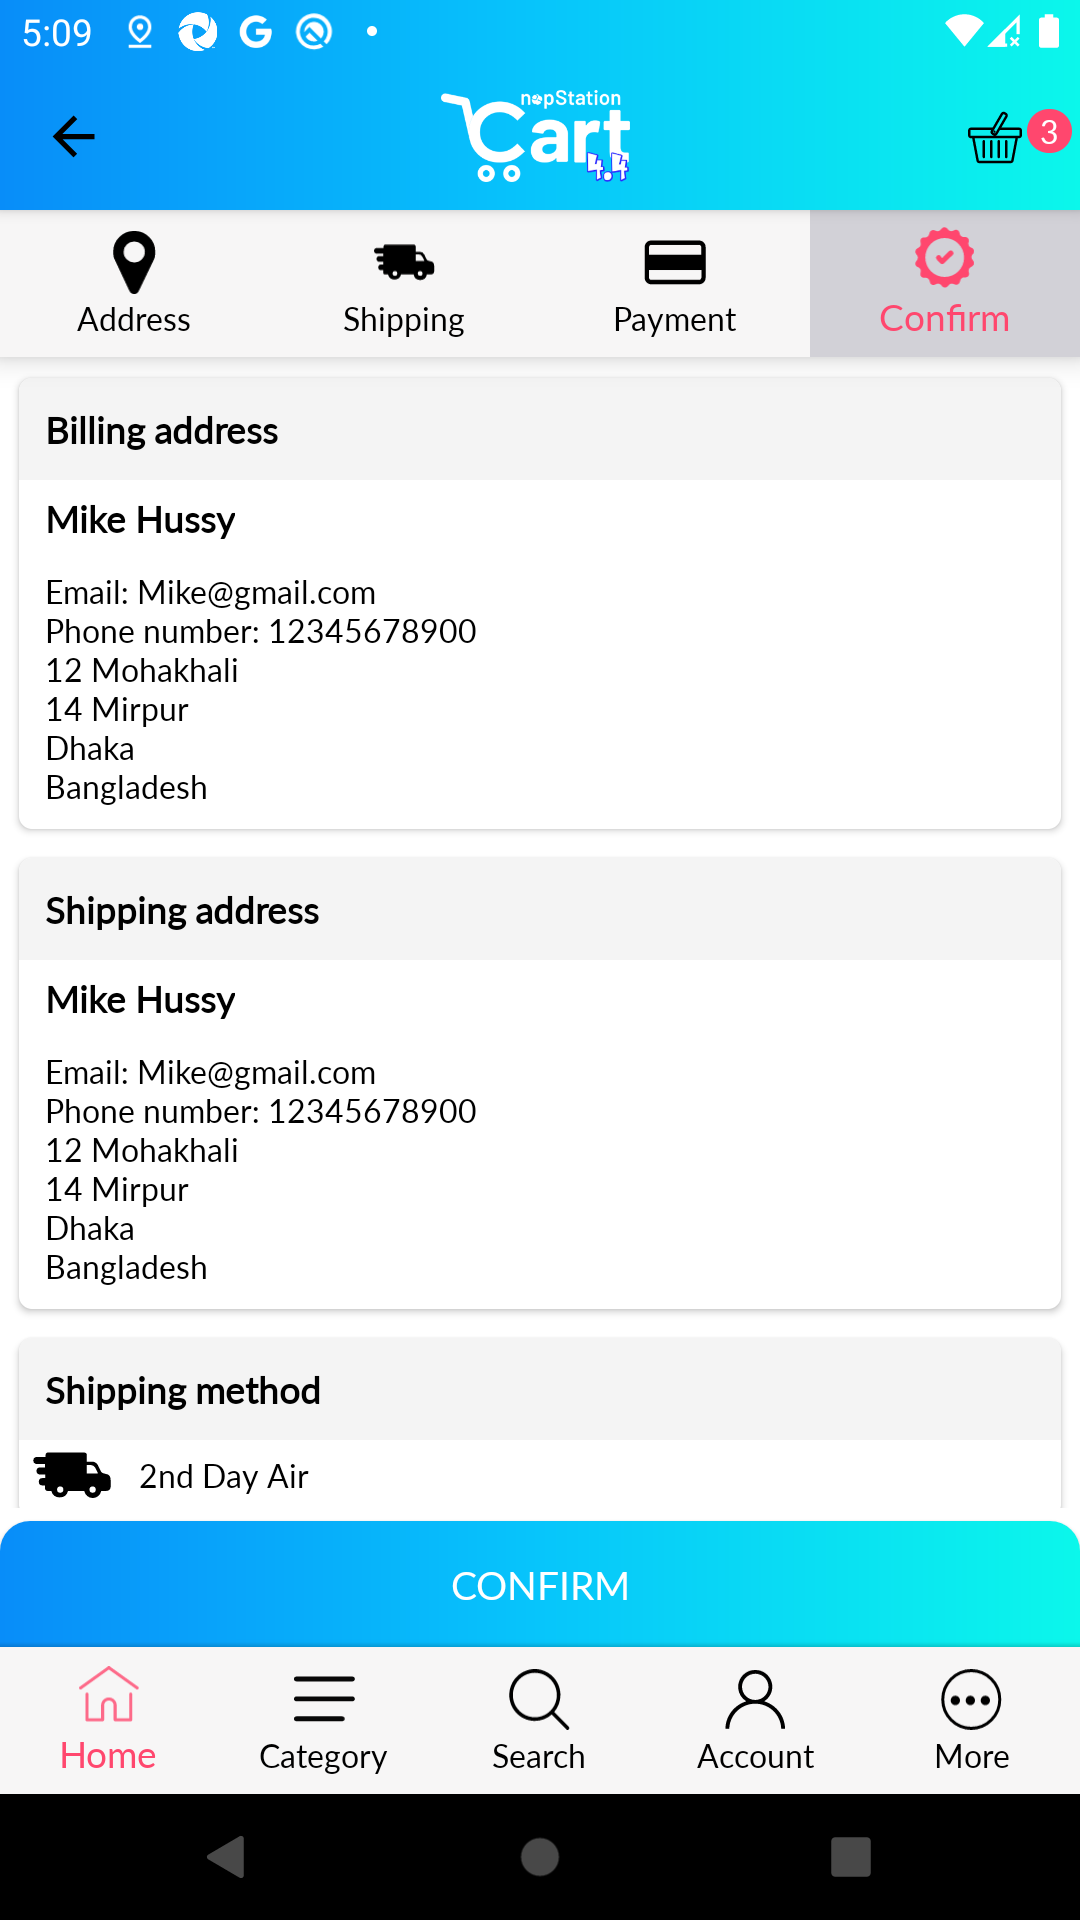 5:09
nopStation
Cart
4.4
3
Address
Shipping
Payment
Confirm
Billing address
Mike Hussy
Email: Mike@gmail.com
Phone number: 12345678900
12 Mohakhali
14 Mirpur
Dhaka
Bangladesh
Shipping address
Mike Hussy
Email: Mike@gmail.com
Phone number: 12345678900
12 Mohakhali
14 Mirpur
Dhaka
Bangladesh
Shipping method
2nd Day Air
CONFIRM
Home
Category
Search
Account
More